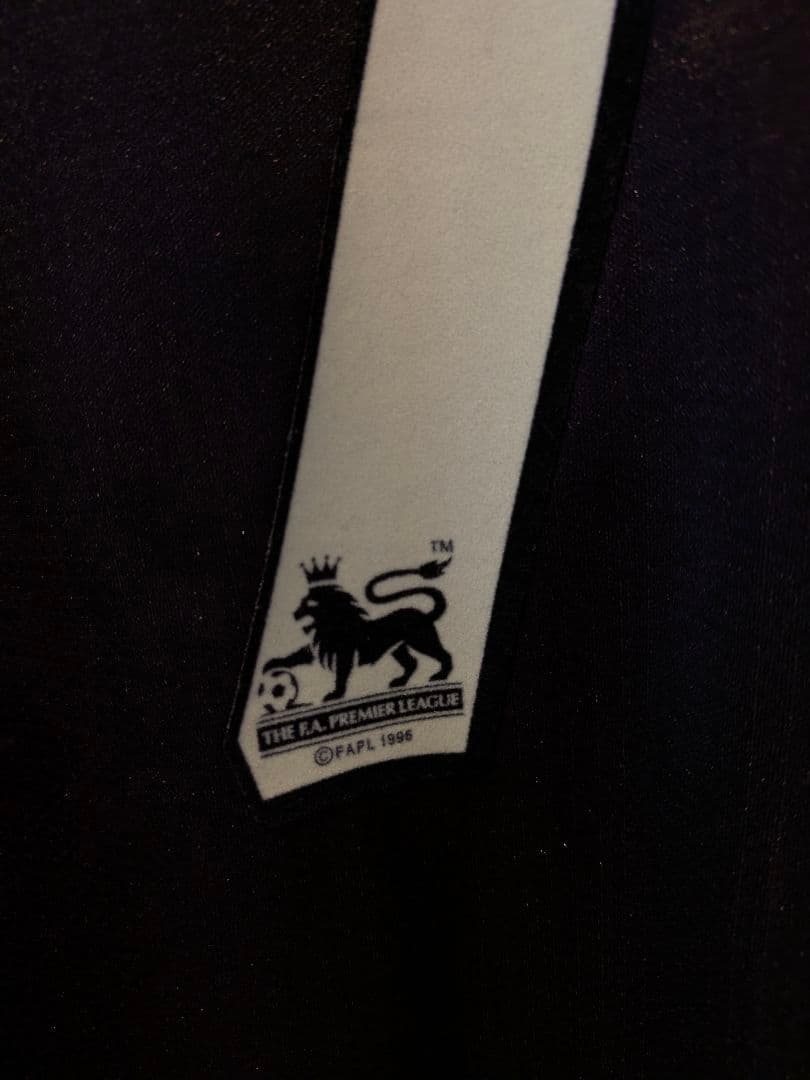 TM
THE F.A. PREMIER LEAGUE
©FAPL 1996